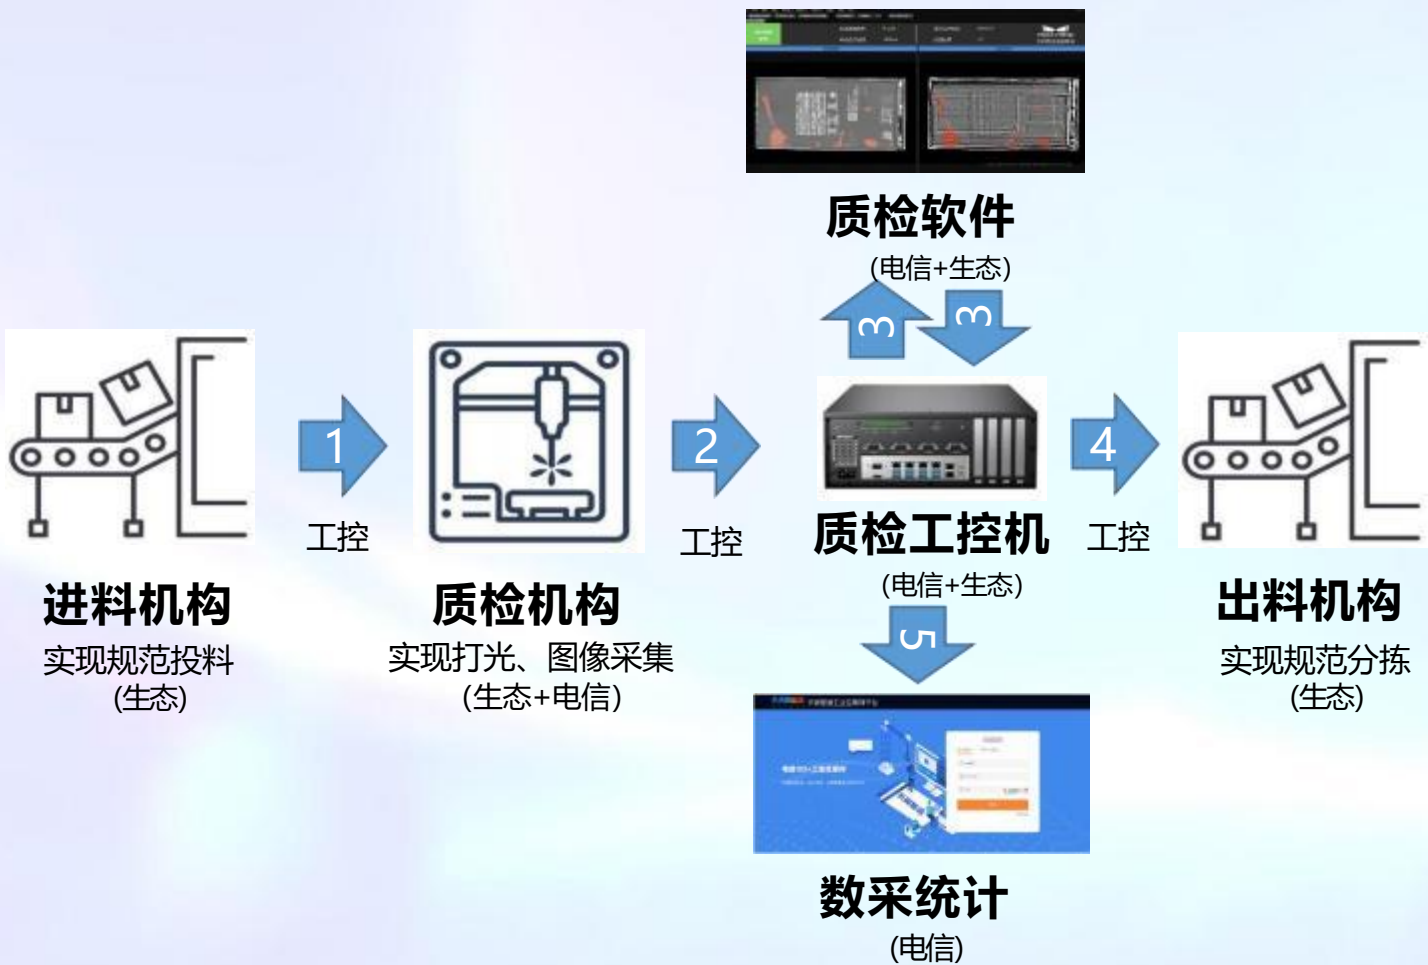 质检软件
(电信+生态)
3
3
1
工控
2
工控
4
工控
进料机构
实现规范投料
(生态)
质检机构
实现打光、图像采集
(生态+电信)
质检工控机
(电信+生态)
出料机构
实现规范分拣
(生态)
5
数采统计
(电信)